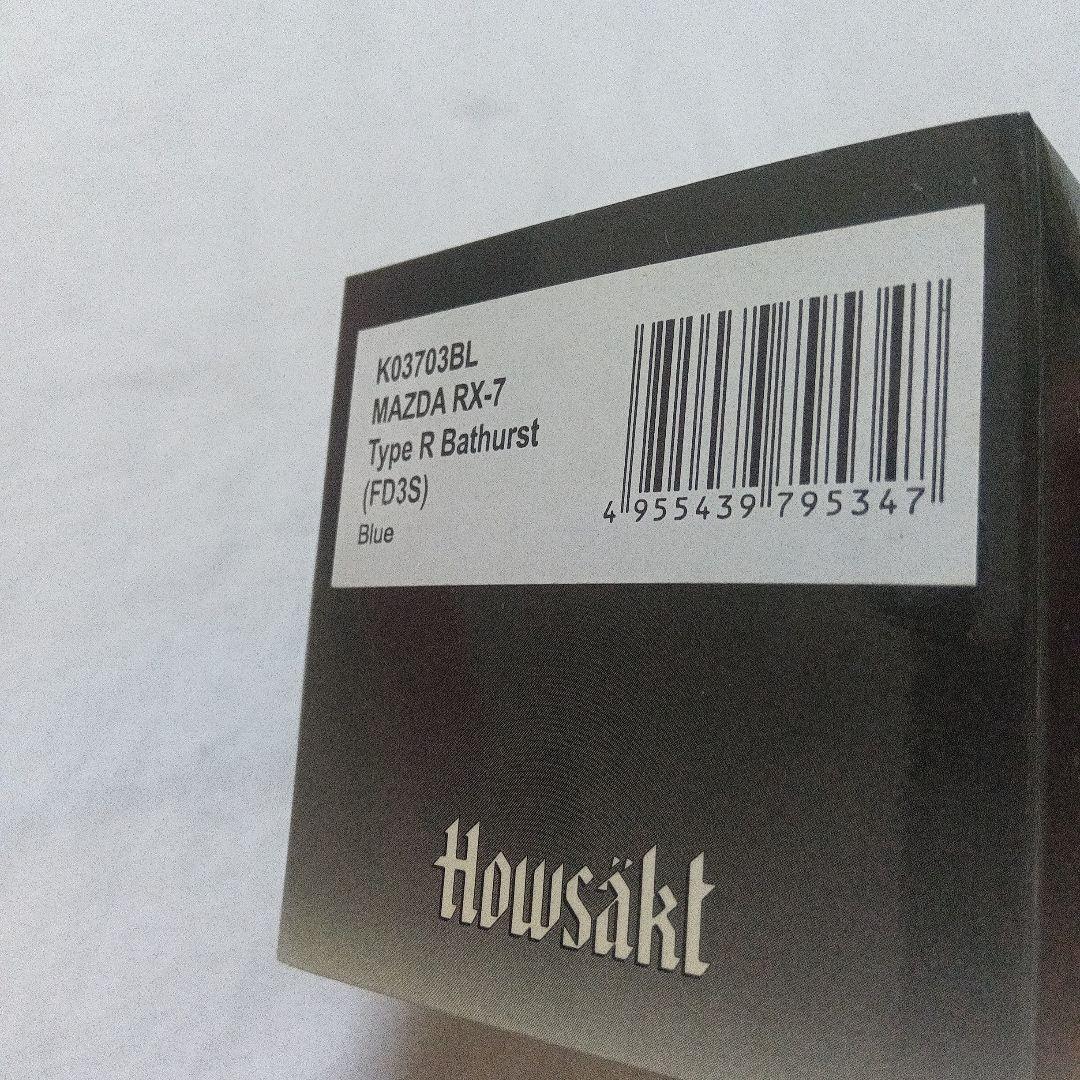 K03703BL
MAZDA RX-7
Type R Bathurst
(FD3S)
Blue
4 955439 795347
Howsäkt